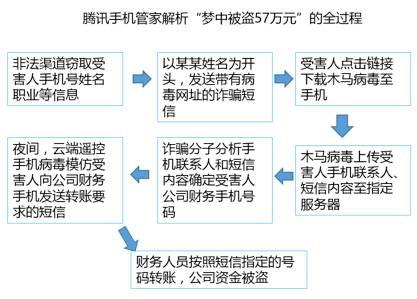 腾讯手机管家解析“梦中被盗57万元”的全过程
非法渠道窃取受
害人手机号姓名
职业等信息
以某某姓名为开
头，发送带有病
毒网址的诈骗短
信
受害人点击链接
下载木马病毒至
手机
木马病毒上传受
害人手机联系人、
短信内容至指定
服务器
诈骗分子分析手
机联系人和短信
内容确定受害人
公司财务手机号
码
夜间，云端遥控
手机病毒模仿受
害人向公司财务
手机发送转账要
求的短信
财务人员按照短信指定的号
码转账，公司资金被盗